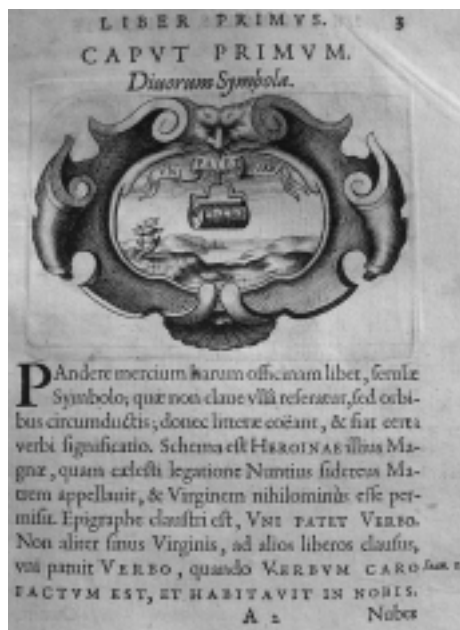 LIBER PRIMVS. 3
CAPVT PRIMVM.
Diuorum Symbola.
VNI PATET
PAndere mercium harum officinam libet, semlæ
Symbolo; quæ non claue vllâ reseratur, sed orbi-
bus circumductis; donec litteræ coëant, & fiat certa
verbi significatio. Schema est HEROINAE illius Ma-
gnæ, quam cælesti legatione Nuntius sidereus Ma-
trem appellauit, & Virginem nihilominùs esse per-
misit. Epigraphe claustri est, VNI PATET VERBO.
Non aliter sinus Virginis, ad alios liberos clausus,
vni patuit VERBO, quando VERBVM CARO
FACTVM EST, ET HABITAVIT IN NOBIS.
A 2 Nubes